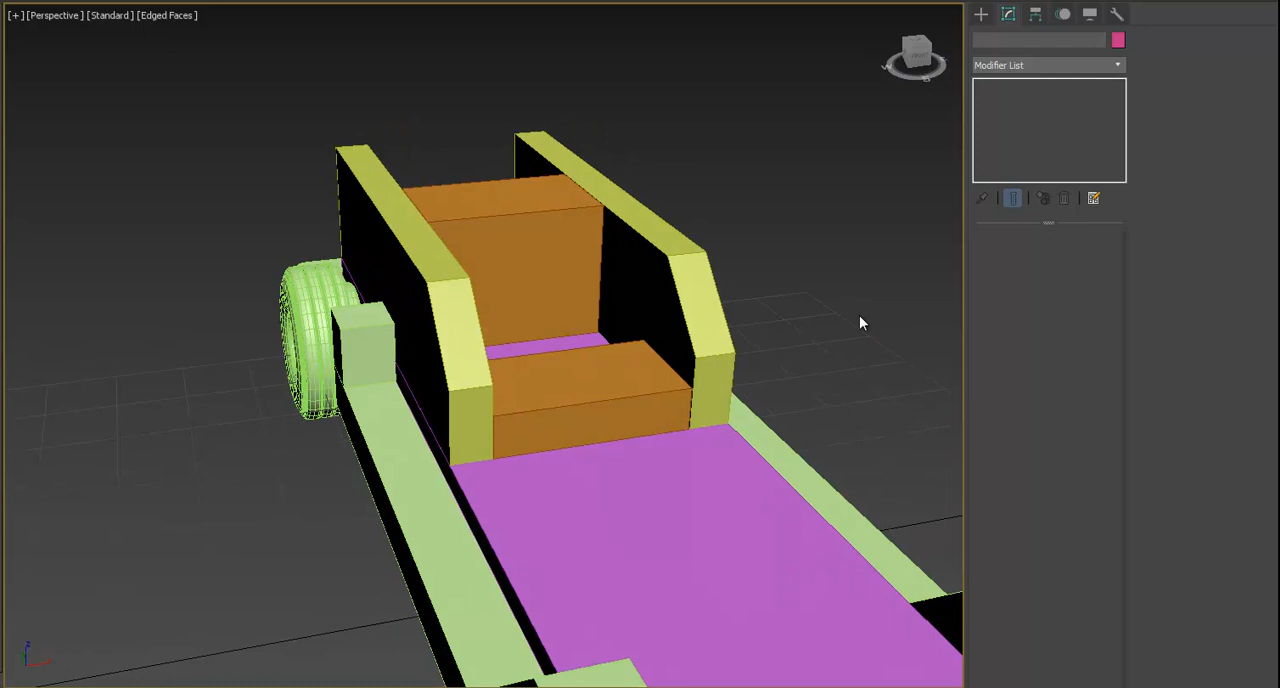 [+] [Perspective] [Standard] [Edged Faces]
Modifier List
z